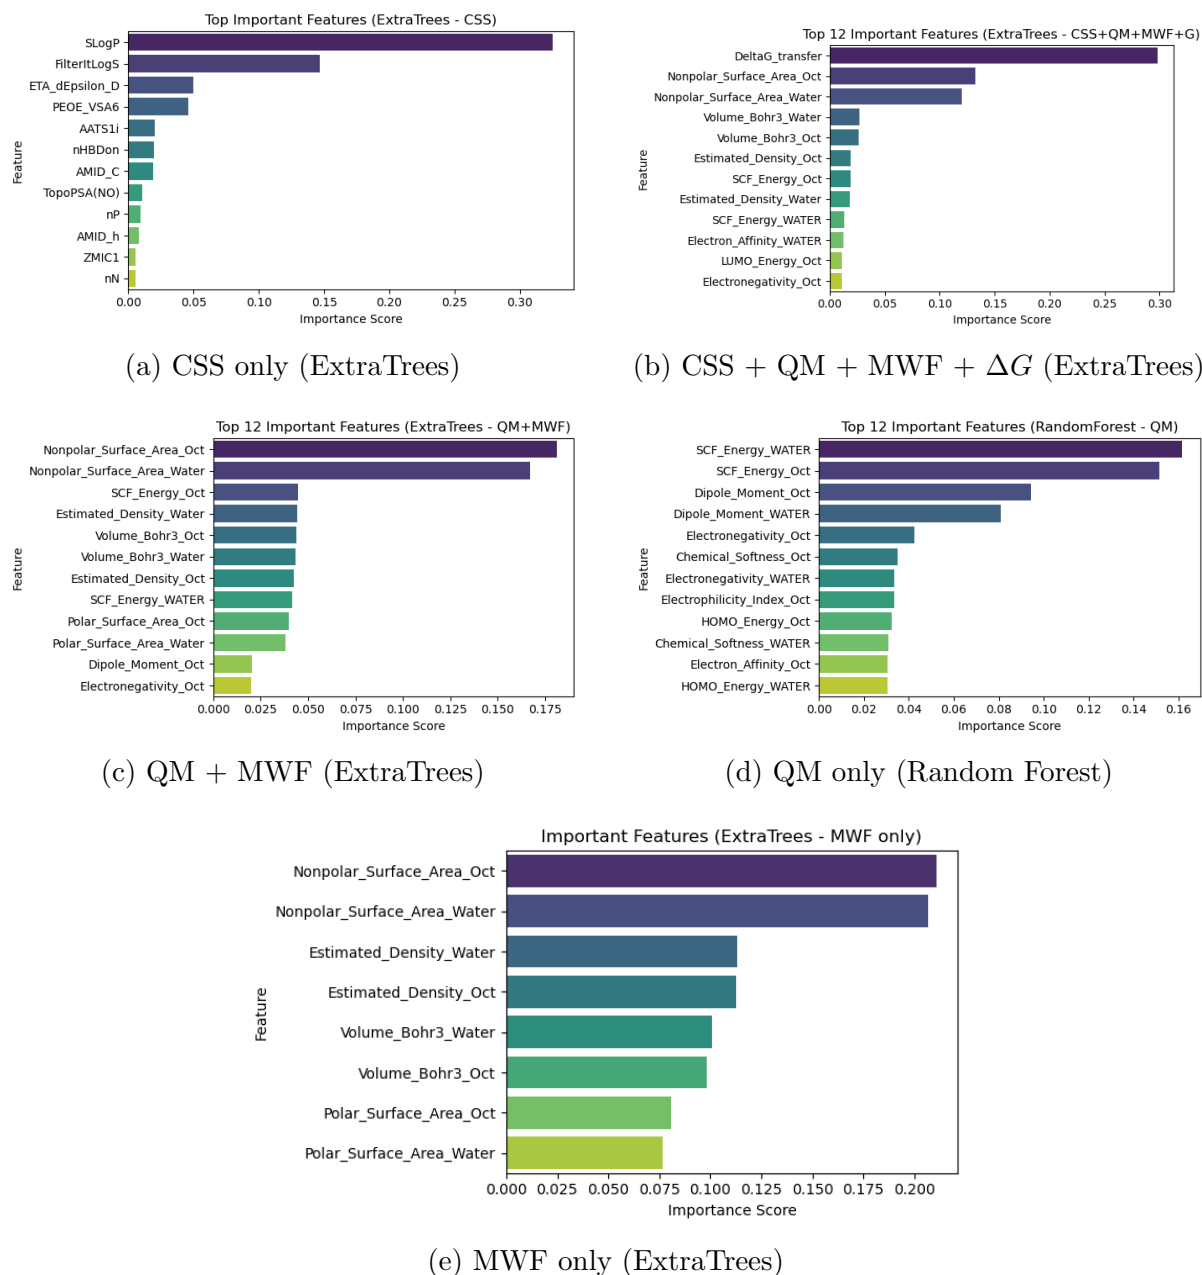 Top Important Features (ExtraTrees - CSS)
Feature
SLogP
FilterItLogS
ETA_dEpsilon_D
PEOE_VSA6
AATS1i
nHBDon
AMID_C
TopoPSA(NO)
nP
AMID_h
ZMIC1
nN
0.00 0.05 0.10 0.15 0.20 0.25 0.30
Importance Score
(a) CSS only (ExtraTrees)
Top 12 Important Features (ExtraTrees - CSS+QM+MWF+G)
Feature
DeltaG_transfer
Nonpolar_Surface_Area_Oct
Nonpolar_Surface_Area_Water
Volume_Bohr3_Water
Volume_Bohr3_Oct
Estimated_Density_Oct
SCF_Energy_Oct
Estimated_Density_Water
SCF_Energy_WATER
Electron_Affinity_WATER
LUMO_Energy_Oct
Electronegativity_Oct
0.00 0.05 0.10 0.15 0.20 0.25 0.30
Importance Score
(b) CSS + QM + MWF + ΔG (ExtraTrees)
Top 12 Important Features (ExtraTrees - QM+MWF)
Feature
Nonpolar_Surface_Area_Oct
Nonpolar_Surface_Area_Water
SCF_Energy_Oct
Estimated_Density_Water
Volume_Bohr3_Oct
Volume_Bohr3_Water
Estimated_Density_Oct
SCF_Energy_WATER
Polar_Surface_Area_Oct
Polar_Surface_Area_Water
Dipole_Moment_Oct
Electronegativity_Oct
0.000 0.025 0.050 0.075 0.100 0.125 0.150 0.175
Importance Score
(c) QM + MWF (ExtraTrees)
Top 12 Important Features (RandomForest - QM)
Feature
SCF_Energy_WATER
SCF_Energy_Oct
Dipole_Moment_Oct
Dipole_Moment_WATER
Electronegativity_Oct
Chemical_Softness_Oct
Electronegativity_WATER
Electrophilicity_Index_Oct
HOMO_Energy_Oct
Chemical_Softness_WATER
Electron_Affinity_Oct
HOMO_Energy_WATER
0.00 0.02 0.04 0.06 0.08 0.10 0.12 0.14 0.16
Importance Score
(d) QM only (Random Forest)
Important Features (ExtraTrees - MWF only)
Feature
Nonpolar_Surface_Area_Oct
Nonpolar_Surface_Area_Water
Estimated_Density_Water
Estimated_Density_Oct
Volume_Bohr3_Water
Volume_Bohr3_Oct
Polar_Surface_Area_Oct
Polar_Surface_Area_Water
0.000 0.025 0.050 0.075 0.100 0.125 0.150 0.175 0.200
Importance Score
(e) MWF only (ExtraTrees)